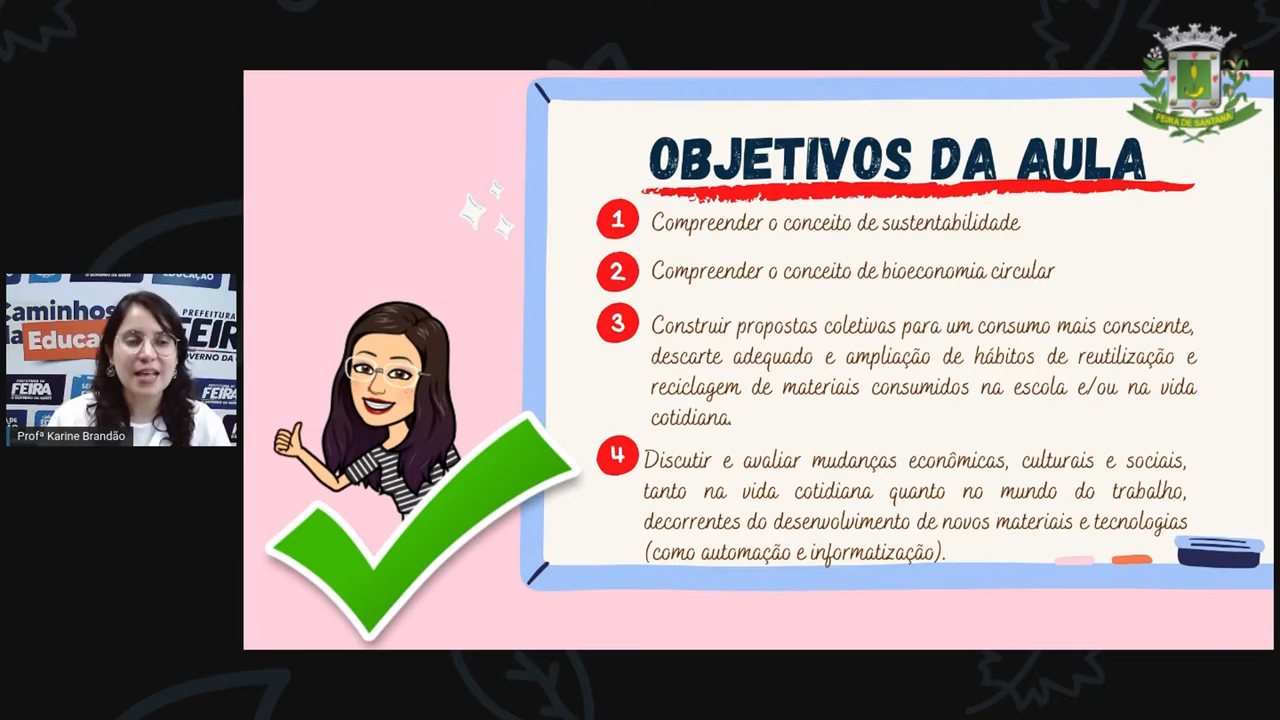 FEIRA DE SANTANA
OBJETIVOS DA AULA
1 Compreender o conceito de sustentabilidade
2 Compreender o conceito de bioeconomia circular
3 Construir propostas coletivas para um consumo mais consciente,
descarte adequado e ampliação de hábitos de reutilização e
reciclagem de materiais consumidos na escola e/ou na vida
cotidiana.
4 Discutir e avaliar mudanças econômicas, culturais e sociais,
tanto na vida cotidiana quanto no mundo do trabalho,
decorrentes do desenvolvimento de novos materiais e tecnologias
(como automação e informatização).
EDUCAÇÃO
Caminhos
da
Educa
PREFEITURA
FEIR
GOVERNO DA
FEIRA
Profª Karine Brandão